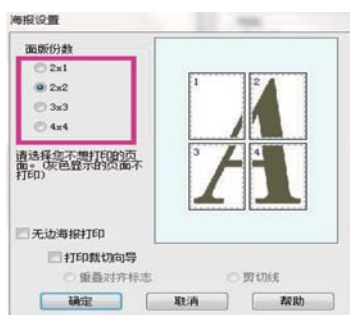 海报设置
面版份数
2x1
2x2
3x3
4x4
请选择您不想打印的页
面。(灰色显示的页面不
打印)
1
2
3
4
A
无边海报打印
打印裁切向导
重叠对齐标志
剪切线
确定
取消
帮助